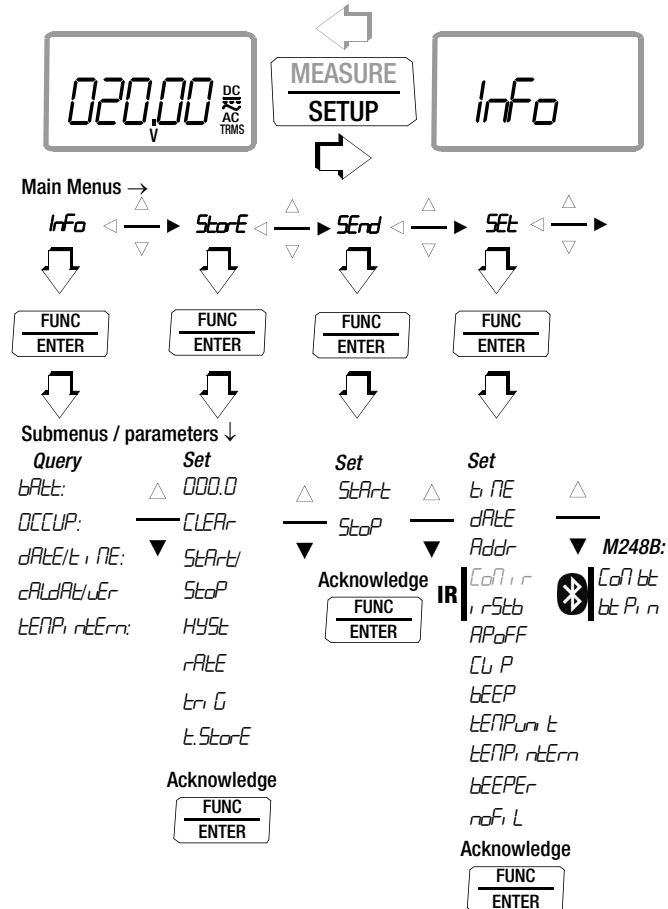 MEASURE
SETUP
020.00
DC
AC
TRMS
V
InFo
Main Menus →
InFo
StorE
SEnd
SEt
FUNC
ENTER
FUNC
ENTER
FUNC
ENTER
FUNC
ENTER
Submenus / parameters ↓
Query
bAtt:
OCCUP:
dAtE/tiME:
cALdAt/uEr
tEMPintErn:
Set
000.0
CLEAr
StArt/
StoP
HYSt
rAtE
triG
t.StorE
Acknowledge
FUNC
ENTER
Set
StArt
StoP
Acknowledge
FUNC
ENTER
Set
tiME
dAtE
Addr
IR
CoMir
irStb
APoFF
CLiP
bEEP
tEMPunit
tEMPintErn
bEEPEr
noFiL
Acknowledge
FUNC
ENTER
M248B:
CoMbt
bt Pin